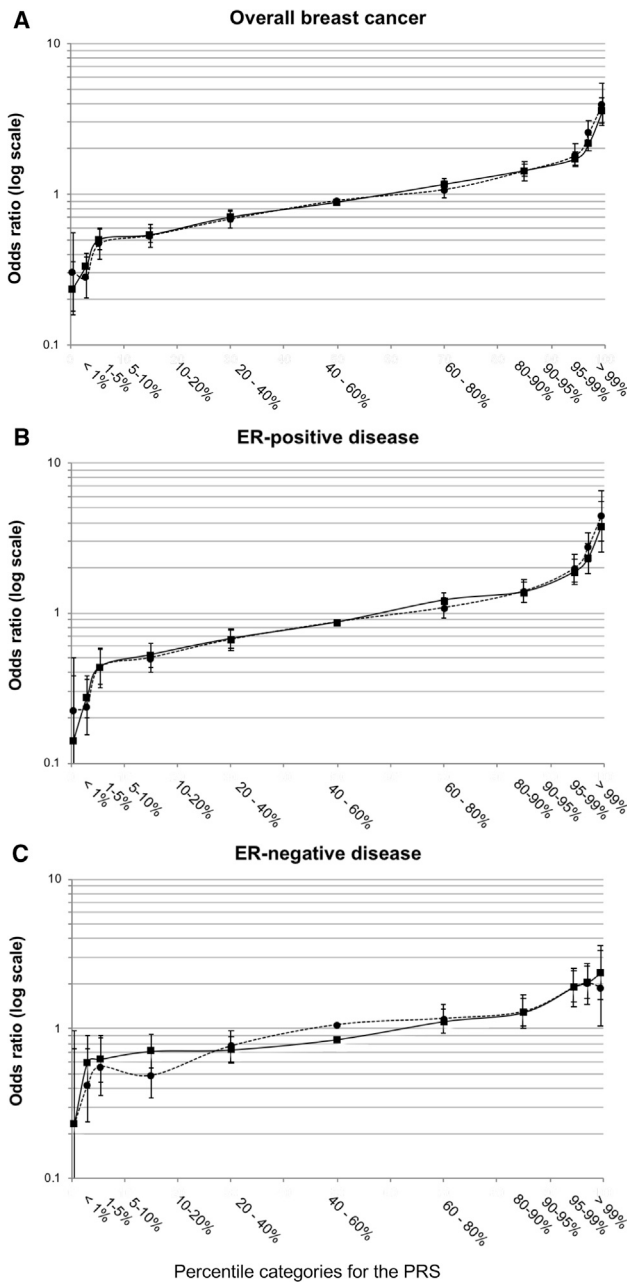 A
Overall breast cancer
Odds ratio (log scale)
10
1
0.1
< 1%
1-5%
5-10%
10-20%
20 - 40%
40 - 60%
60 - 80%
80-90%
90-95%
95-99%
> 99%
B
ER-positive disease
Odds ratio (log scale)
10
1
0.1
< 1%
1-5%
5-10%
10-20%
20 - 40%
40 - 60%
60 - 80%
80-90%
90-95%
95-99%
> 99%
C
ER-negative disease
Odds ratio (log scale)
10
1
0.1
< 1%
1-5%
5-10%
10-20%
20 - 40%
40 - 60%
60 - 80%
80-90%
90-95%
95-99%
> 99%
Percentile categories for the PRS